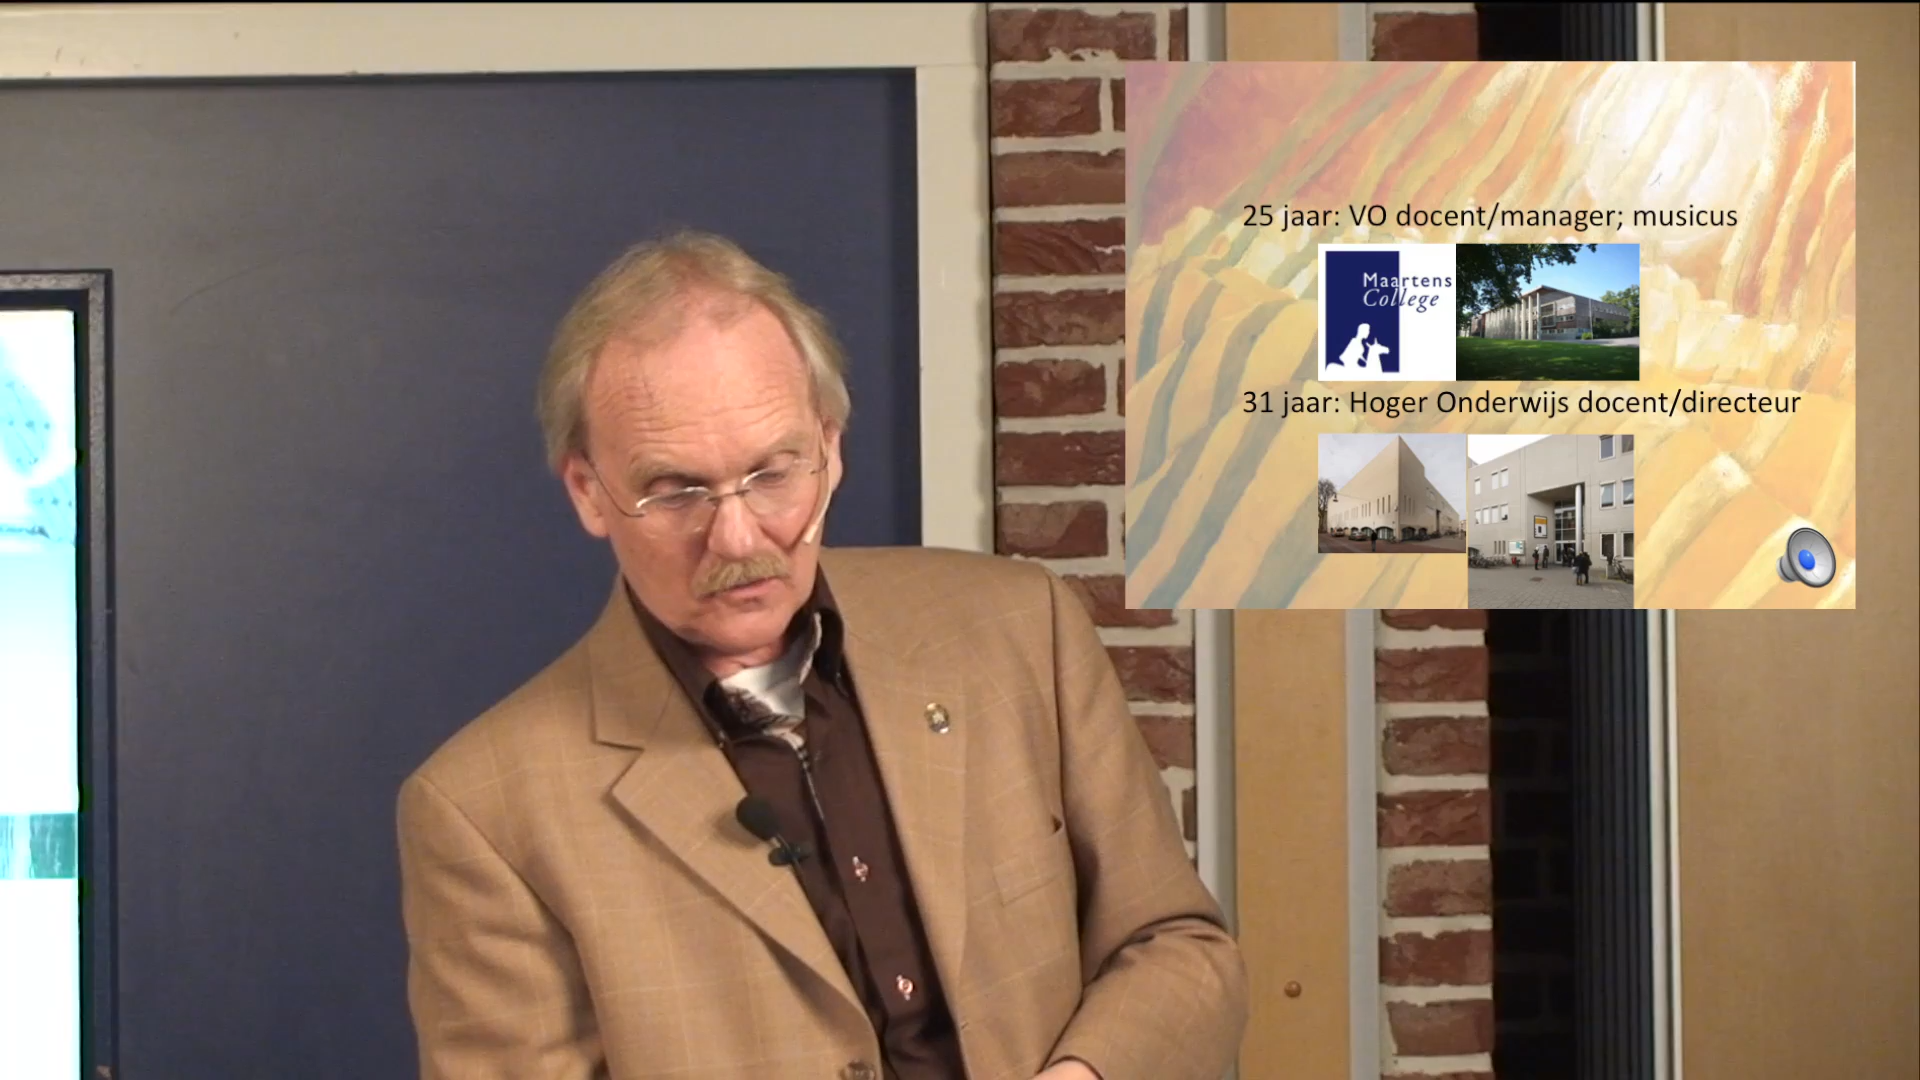 25 jaar: VO docent/manager; musicus
Maartens
College
31 jaar: Hoger Onderwijs docent/directeur